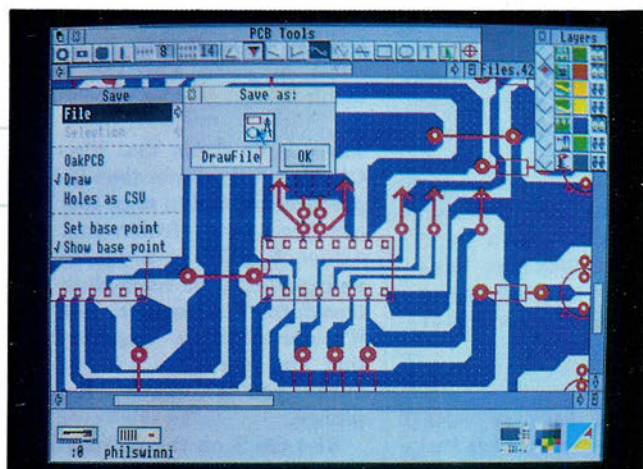 PCB Tools
8 14 T
Files.42
Layers
Save
File
Selection
OakPCB
√ Draw
Holes as CSV
Set base point
√ Show base point
Save as:
DrawFile
OK
:0 philswinni